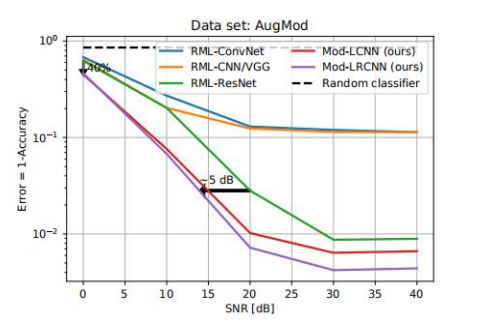 Data set: AugMod
RML-ConvNet
RML-CNN/VGG
RML-ResNet
Mod-LCNN (ours)
Mod-LRCNN (ours)
Random classifier
40%
~5 dB
Error = 1-Accuracy
10⁰
10⁻¹
10⁻²
0 5 10 15 20 25 30 35 40
SNR [dB]